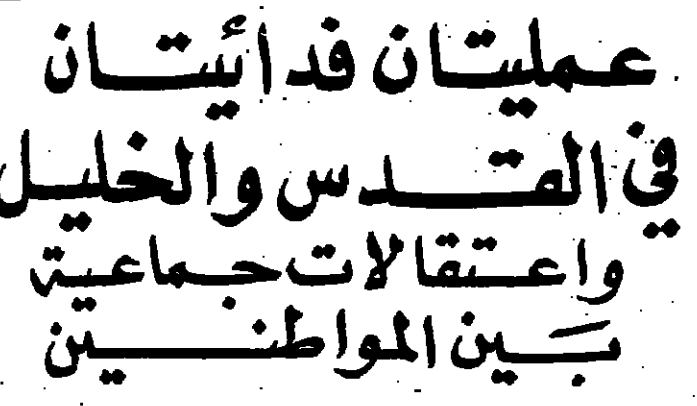 عمليتان فدائيتان
في القدس والخليل
واعتقالات جماعية
بين المواطنين